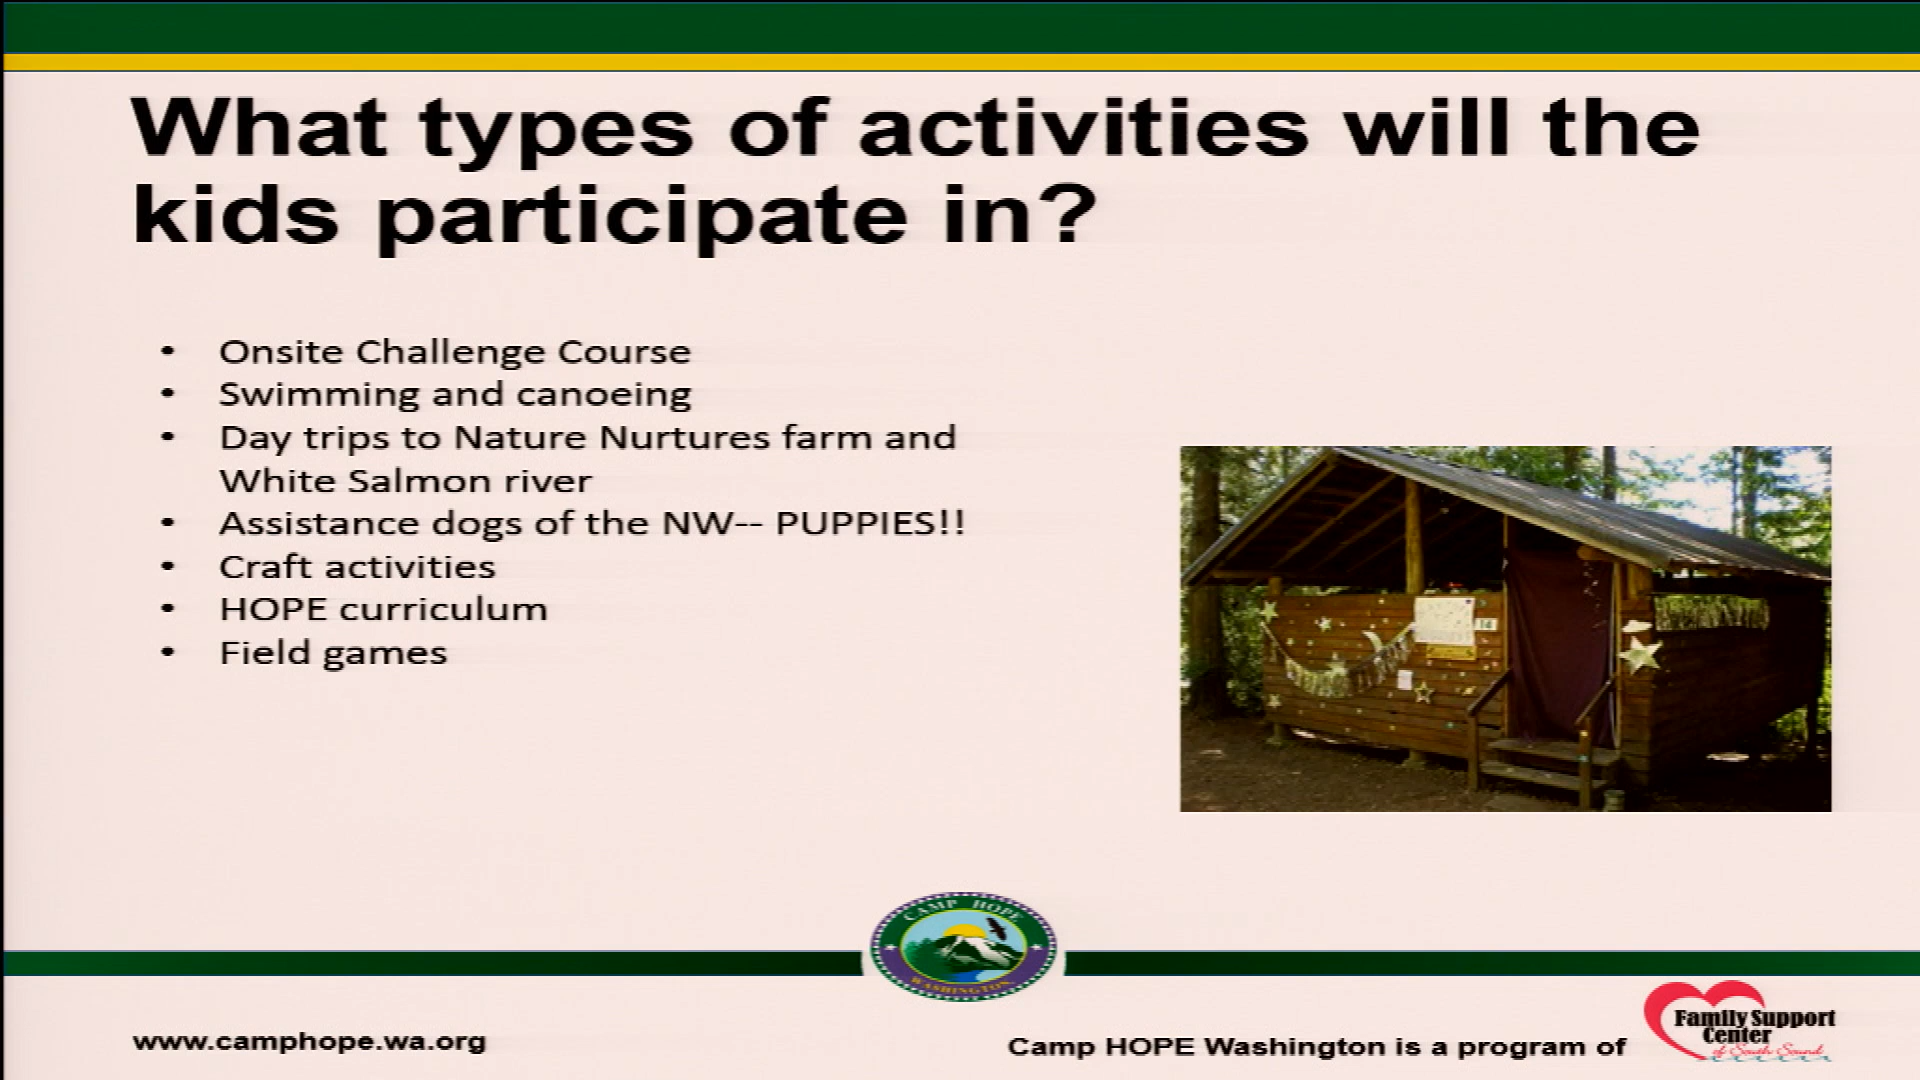 What types of activities will the
kids participate in?
• Onsite Challenge Course
• Swimming and canoeing
• Day trips to Nature Nurtures farm and
White Salmon river
• Assistance dogs of the NW-- PUPPIES!!
• Craft activities
• HOPE curriculum
• Field games
14
CAMP HOPE
WASHINGTON
www.camphope.wa.org
Camp HOPE Washington is a program of
Family Support
Center
of South Sound